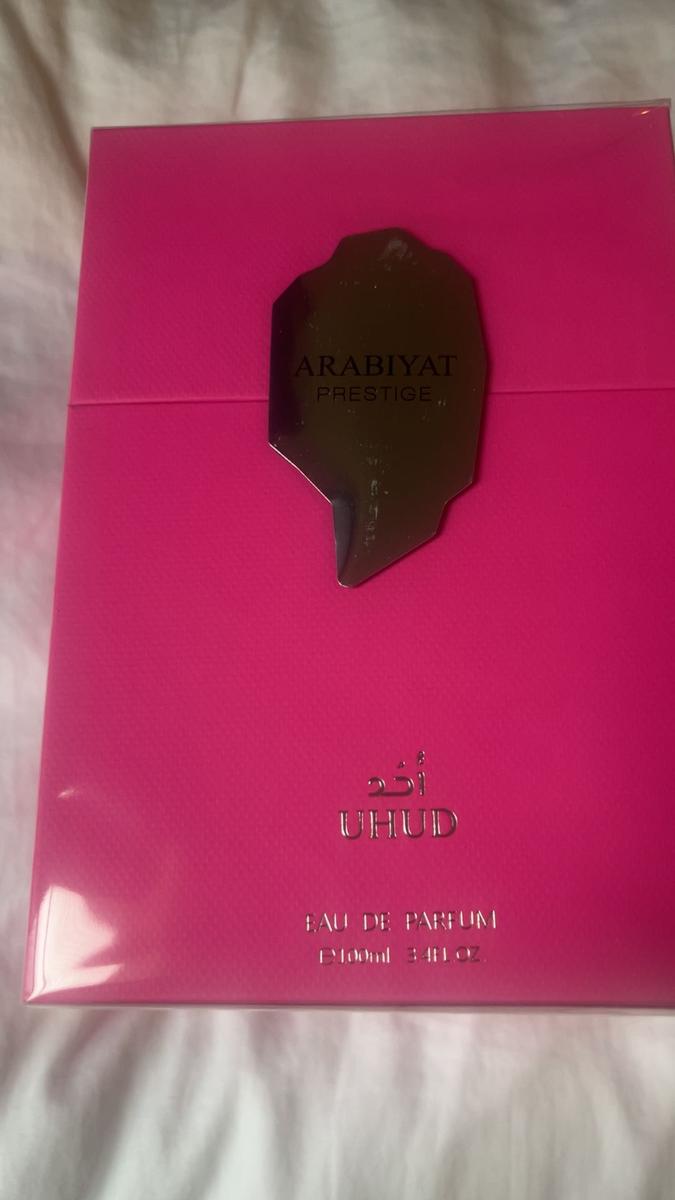 ARABIYAT
PRESTIGE
أُحُد
UHUD
EAU DE PARFUM
℮100ml 3.4FL.OZ.